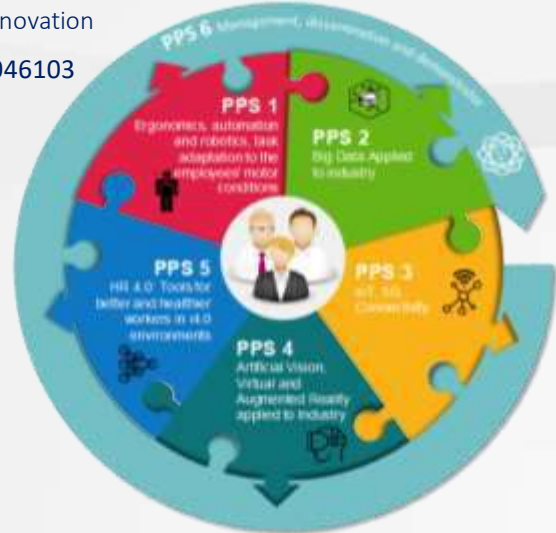 novation
046103
PPS 6 Management, dissemination and
PPS 1
Ergonomics, automation
and robotics, task
adaptation to the
employees' motor
conditions
PPS 2
Big Data Applied
to industry
PPS 3
IoT, 5G
Connectivity
PPS 4
Artificial Vision,
Virtual and
Augmented Reality
applied to Industry
PPS 5
HR 4.0: Tools for
better and healthier
workers in i4.0
environments